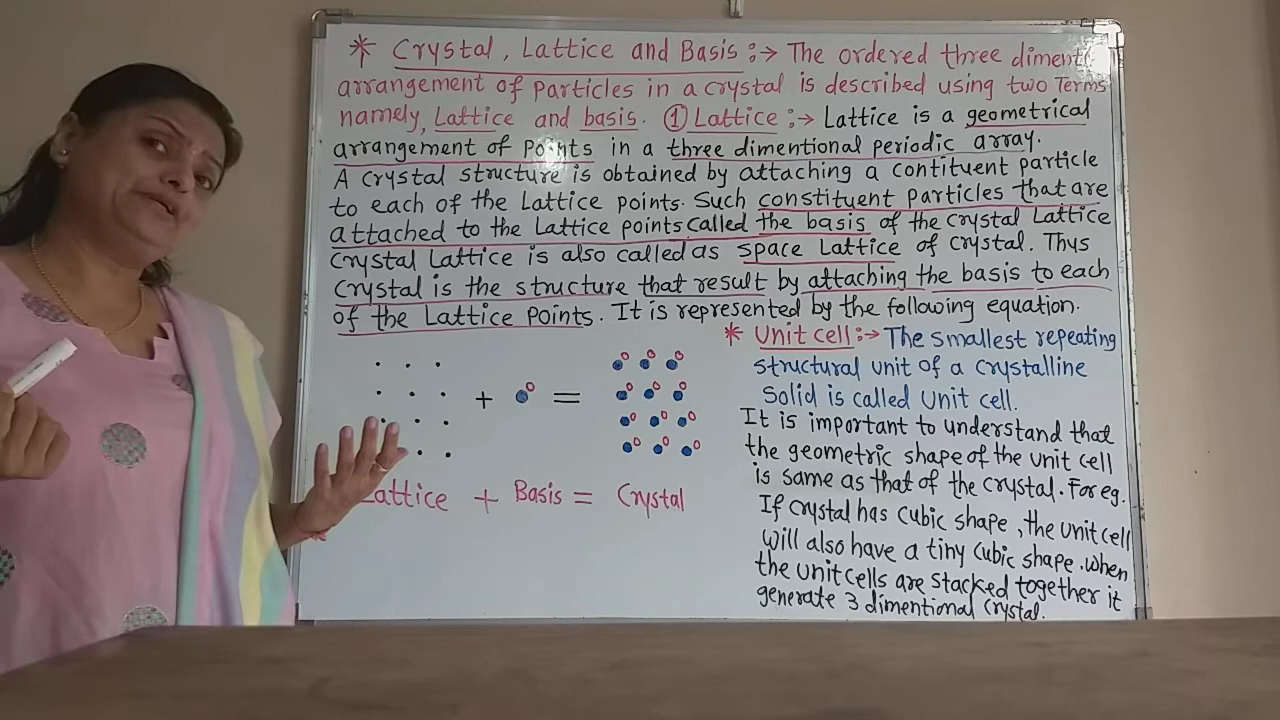 * Crystal, Lattice and Basis :→ The ordered three diment
arrangement of particles in a crystal is described using two Terms
namely, Lattice and basis. ① Lattice :→ Lattice is a geometrical
arrangement of points in a three dimentional periodic array.
A crystal structure is obtained by attaching a contituent particle
to each of the Lattice points. Such constituent particles that are
attached to the Lattice points called the basis of the crystal Lattice
Crystal Lattice is also called as space Lattice of crystal. Thus
Crystal is the structure that result by attaching the basis to each
of the Lattice points. It is represented by the following equation.
+ =
Lattice + Basis = Crystal
* Unit cell :→ The smallest repeating
structural unit of a crystalline
Solid is called Unit cell.
It is important to understand that
the geometric shape of the unit cell
is same as that of the crystal. For eg.
If crystal has cubic shape, the unit cell
will also have a tiny cubic shape. When
the unit cells are stacked together it
generate 3 dimentional Crystal.